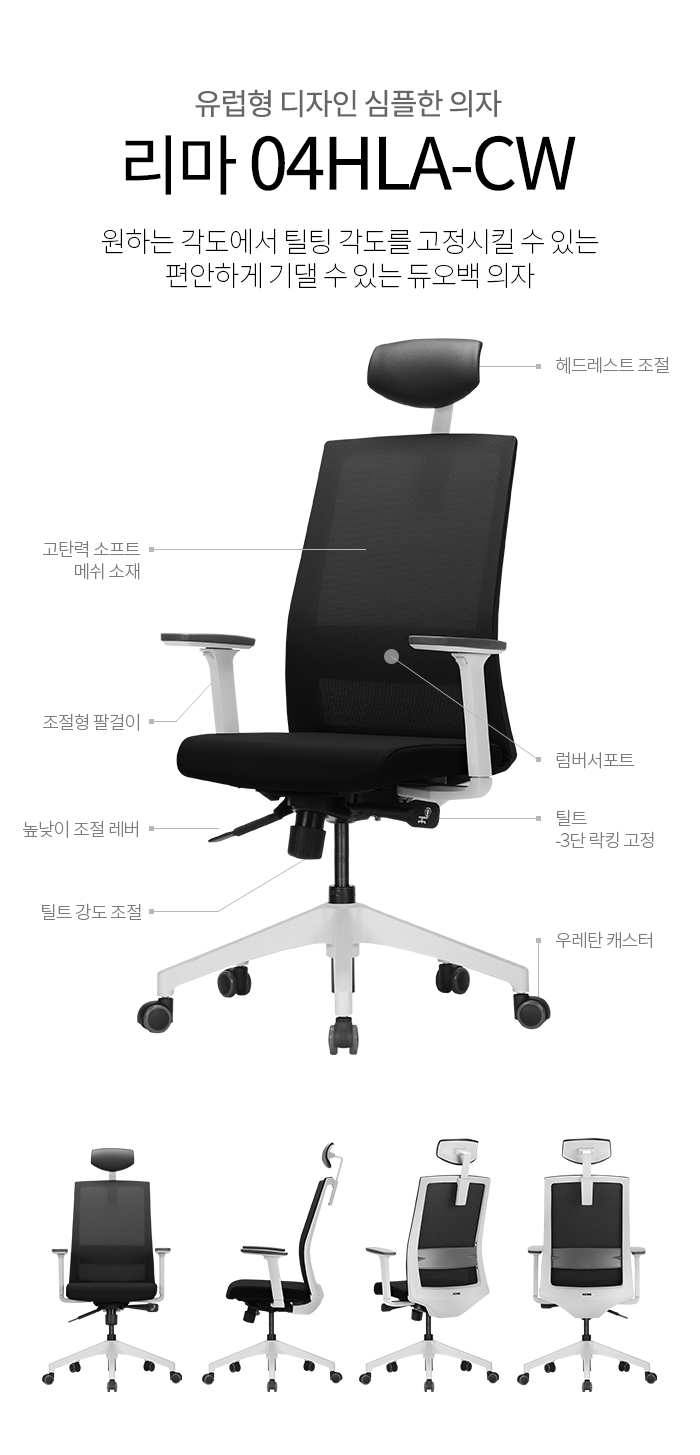 유럽형 디자인 심플한 의자
리마 04HLA-CW
원하는 각도에서 틸팅 각도를 고정시킬 수 있는
편안하게 기댈 수 있는 듀오백 의자
헤드레스트 조절
고탄력 소프트
메쉬 소재
조절형 팔걸이
럼버서포트
높낮이 조절 레버
틸트
-3단 락킹 고정
틸트 강도 조절
우레탄 캐스터